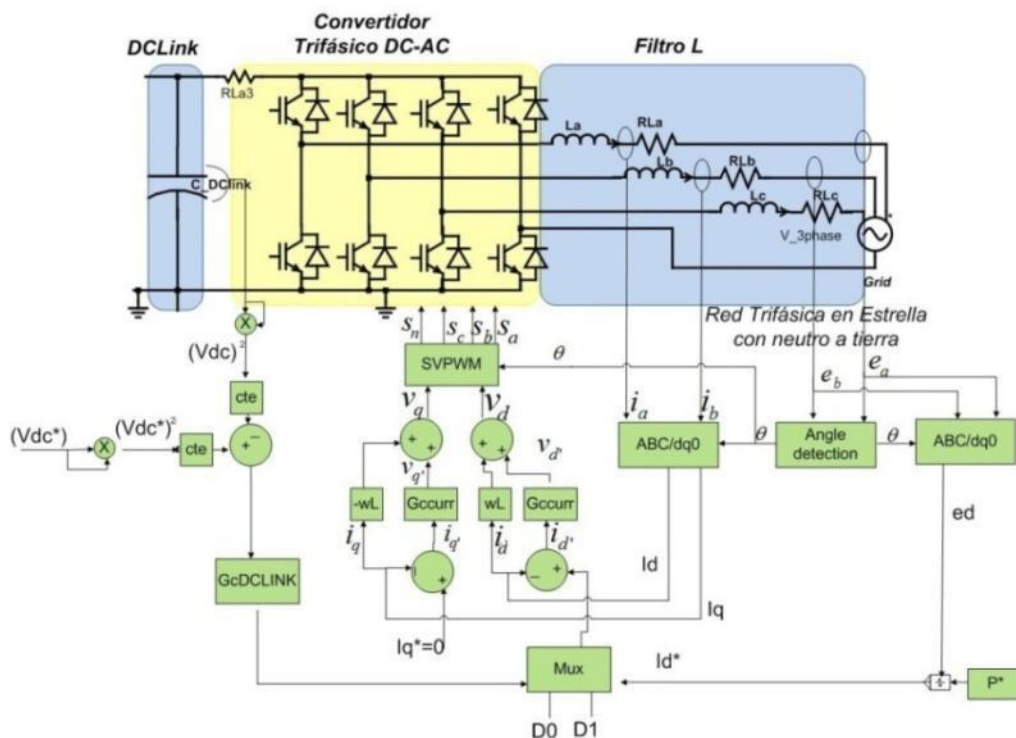 Convertidor
Trifásico DC-AC
DCLink
Filtro L
RLa3
La
RLa
Lb
RLb
C_DClink
Lc
RLc
V_3phase
Grid
Red Trifásica en Estrella
con neutro a tierra
X
(Vdc)²
sn sc sb sa
SVPWM
θ
ea
eb
cte
vq
vd
ia
ib
(Vdc*)
X
(Vdc*)²
cte
+ −
+ +
+ +
ABC/dq0
θ
Angle
detection
θ
ABC/dq0
vq'
vd'
-wL
Gccurr
wL
Gccurr
ed
iq
iq'
id
id'
GcDCLINK
+
− +
Id
Iq
Iq*=0
Mux
Id*
÷
P*
D0
D1